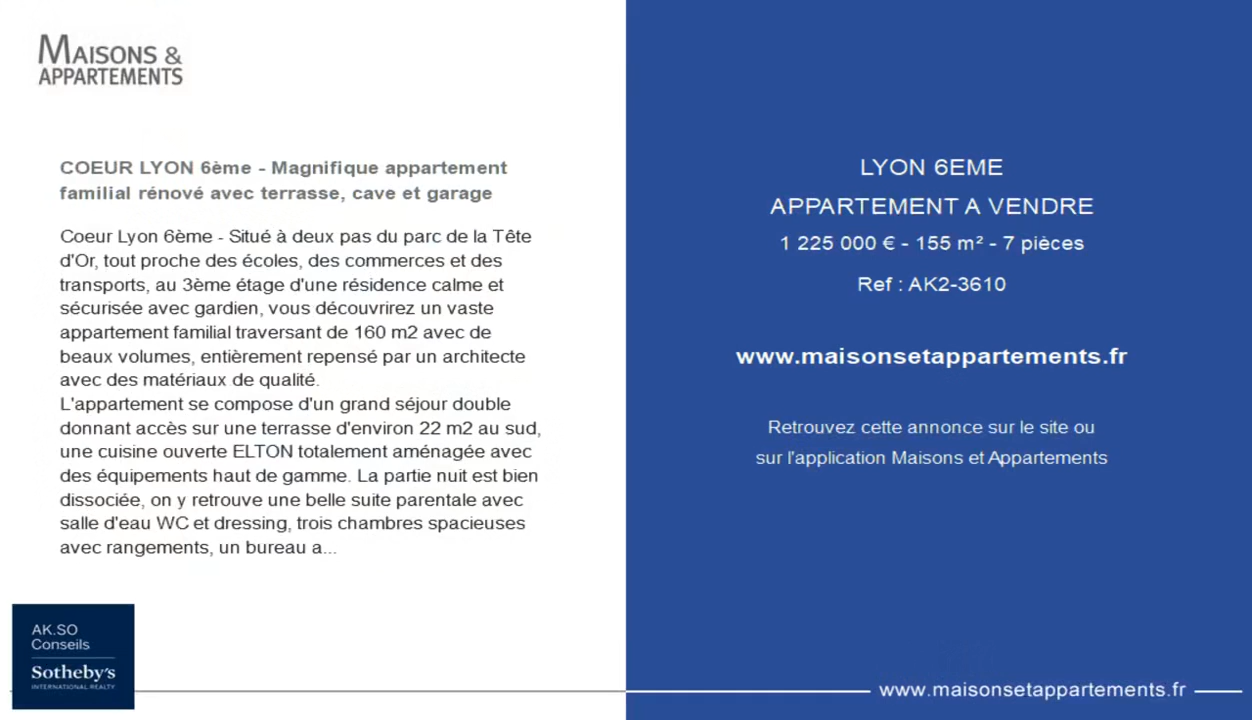 MAISONS &
APPARTEMENTS
COEUR LYON 6ème - Magnifique appartement
familial rénové avec terrasse, cave et garage
Coeur Lyon 6ème - Situé à deux pas du parc de la Tête
d'Or, tout proche des écoles, des commerces et des
transports, au 3ème étage d'une résidence calme et
sécurisée avec gardien, vous découvrirez un vaste
appartement familial traversant de 160 m2 avec de
beaux volumes, entièrement repensé par un architecte
avec des matériaux de qualité.
L'appartement se compose d'un grand séjour double
donnant accès sur une terrasse d'environ 22 m2 au sud,
une cuisine ouverte ELTON totalement aménagée avec
des équipements haut de gamme. La partie nuit est bien
dissociée, on y retrouve une belle suite parentale avec
salle d'eau WC et dressing, trois chambres spacieuses
avec rangements, un bureau a...
AK.SO
Conseils
Sotheby's
INTERNATIONAL REALTY
LYON 6EME
APPARTEMENT A VENDRE
1 225 000 € - 155 m² - 7 pièces
Ref : AK2-3610
www.maisonsetappartements.fr
Retrouvez cette annonce sur le site ou
sur l'application Maisons et Appartements
www.maisonsetappartements.fr